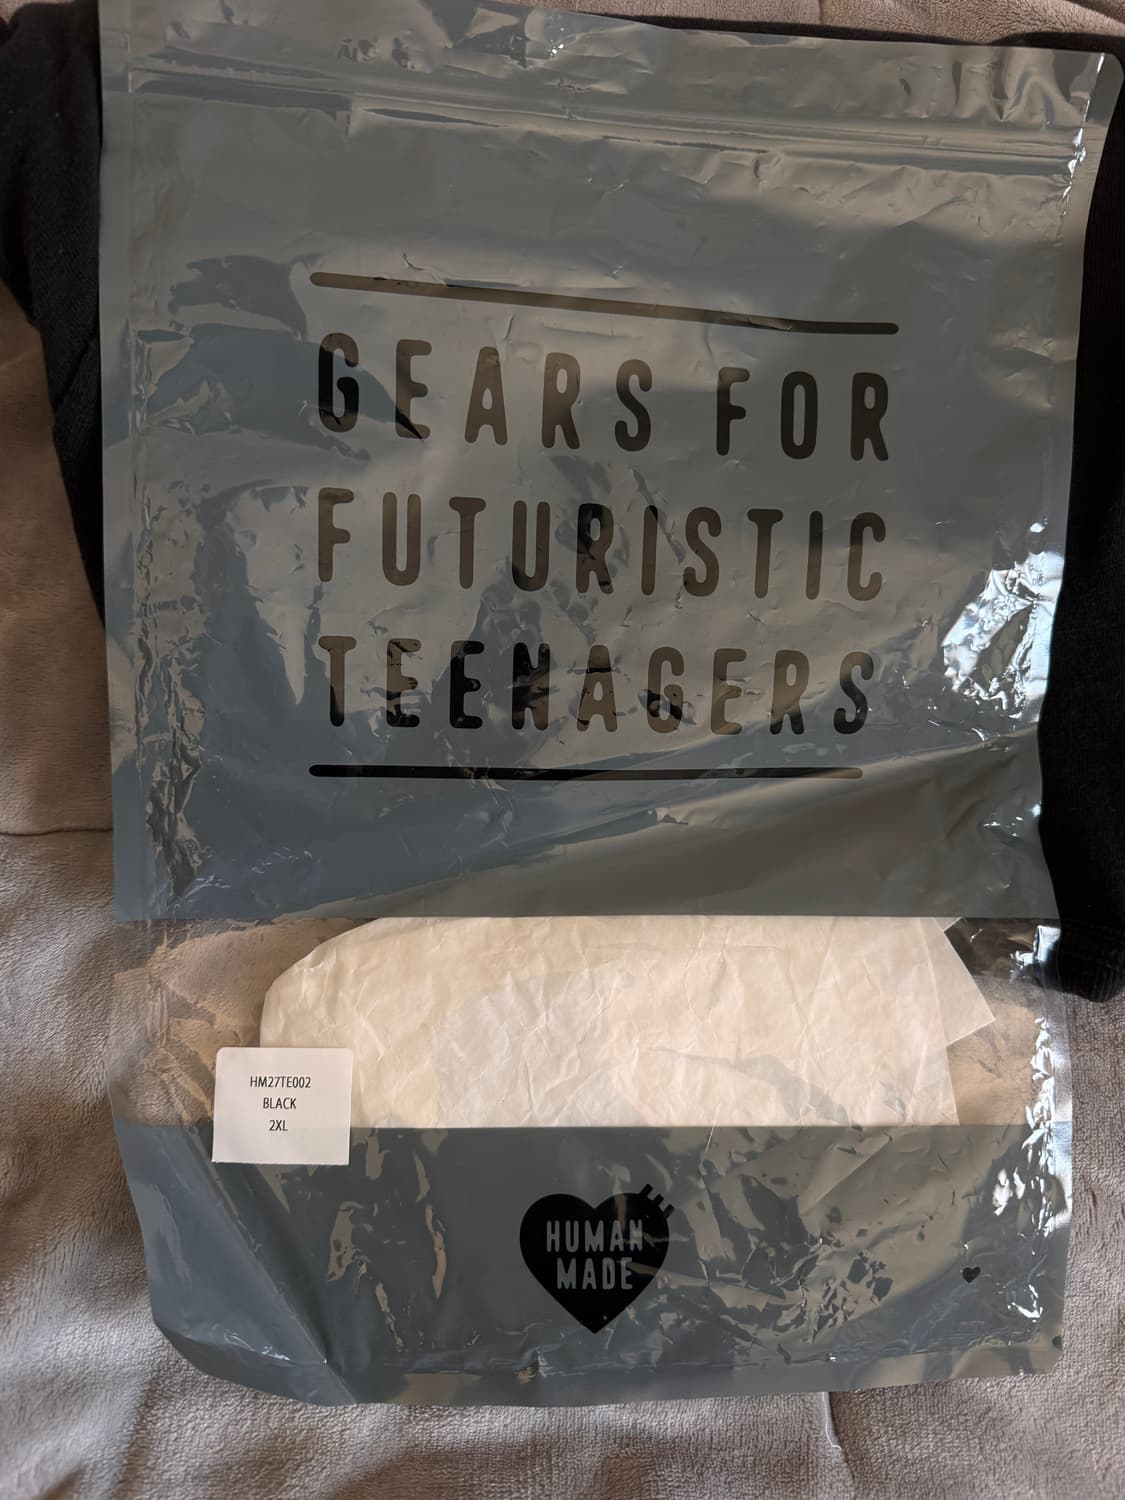 GEARS FOR
FUTURISTIC
TEENAGERS
HM27TE002
BLACK
2XL
HUMAN
MADE